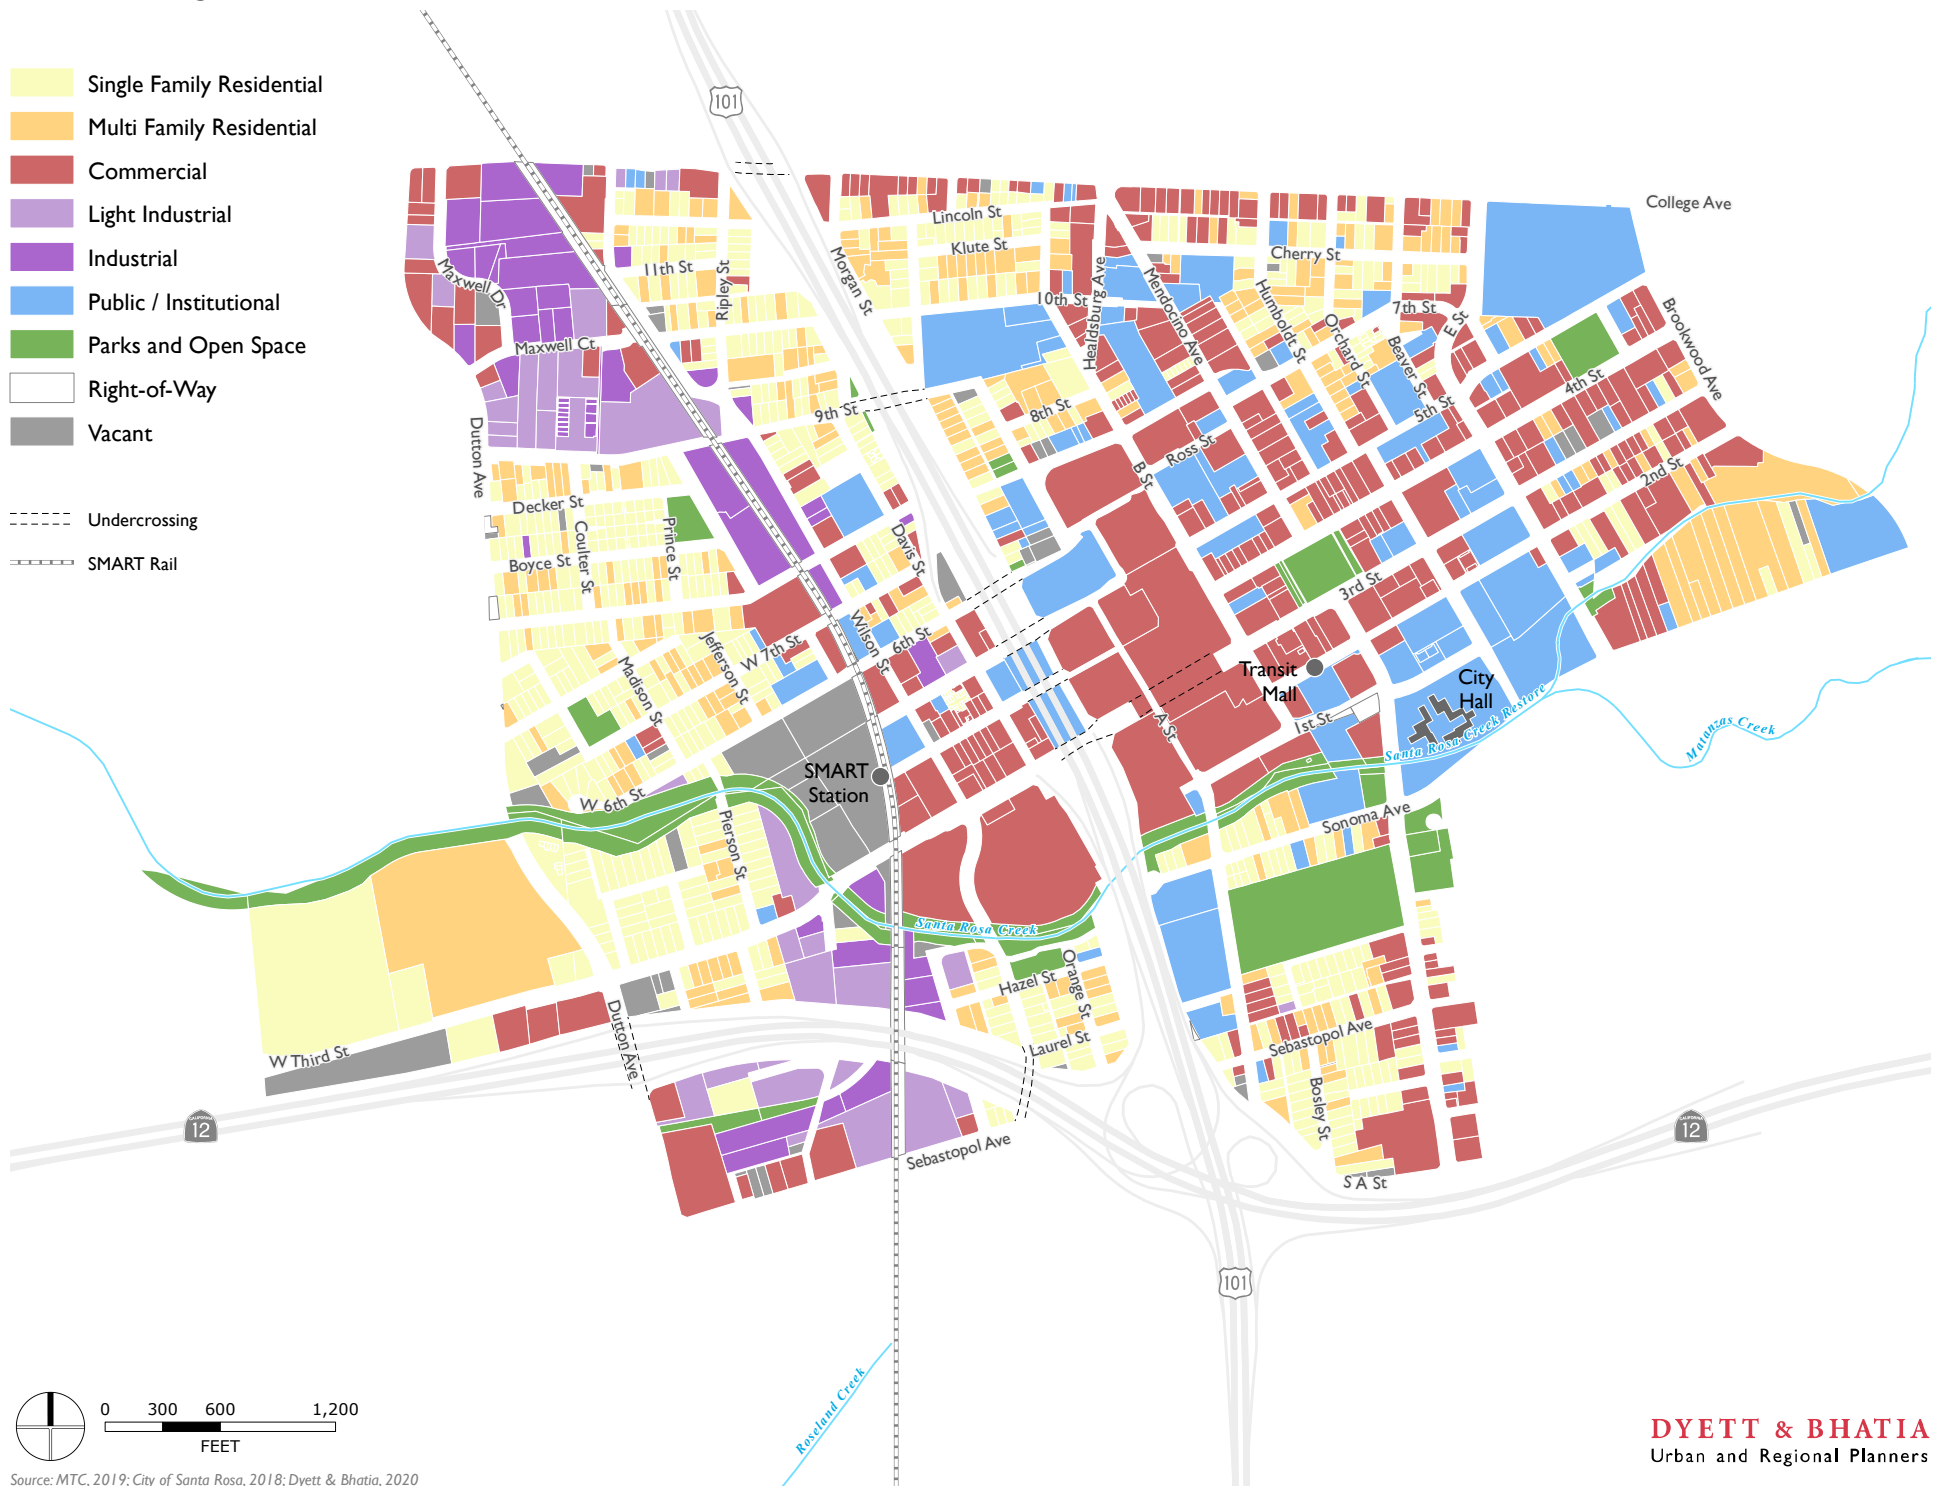 Single Family Residential
Multi Family Residential
Commercial
Light Industrial
Industrial
Public / Institutional
Parks and Open Space
Right-of-Way
Vacant
Undercrossing
SMART Rail
101
College Ave
Lincoln St
Klute St
Cherry St
11th St
Ripley St
Morgan St
Maxwell Dr
10th St
Healdsburg Ave
Mendocino Ave
Humboldt St
Orchard St
7th St
E St
Beaver St
Brookwood Ave
Maxwell Ct
4th St
9th St
8th St
5th St
Dutton Ave
B St
Ross St
2nd St
Decker St
Coulter St
Prince St
Davis St
Boyce St
3rd St
Wilson St
6th St
W 7th St
Jefferson St
Madison St
Transit
Mall
City
Hall
A St
1st St
Santa Rosa Creek Restore
Matanzas Creek
SMART
Station
W 6th St
Pierson St
Sonoma Ave
Santa Rosa Creek
Hazel St
Orange St
Laurel St
Sebastopol Ave
Bosley St
W Third St
Dutton Ave
CALIFORNIA
12
CALIFORNIA
12
Sebastopol Ave
S A St
101
Roseland Creek
0 300 600 1,200
FEET
Source: MTC, 2019; City of Santa Rosa, 2018; Dyett & Bhatia, 2020
DYETT & BHATIA
Urban and Regional Planners